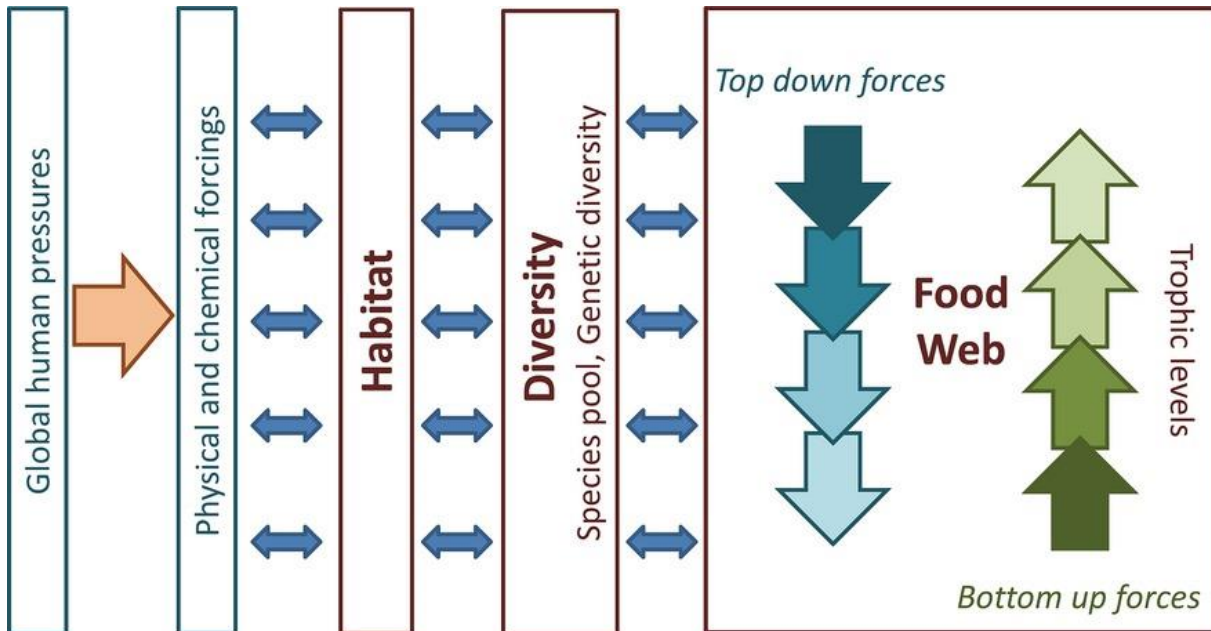 Global human pressures
Physical and chemical forcings
Habitat
Diversity
Species pool, Genetic diversity
Top down forces
Food
Web
Trophic levels
Bottom up forces